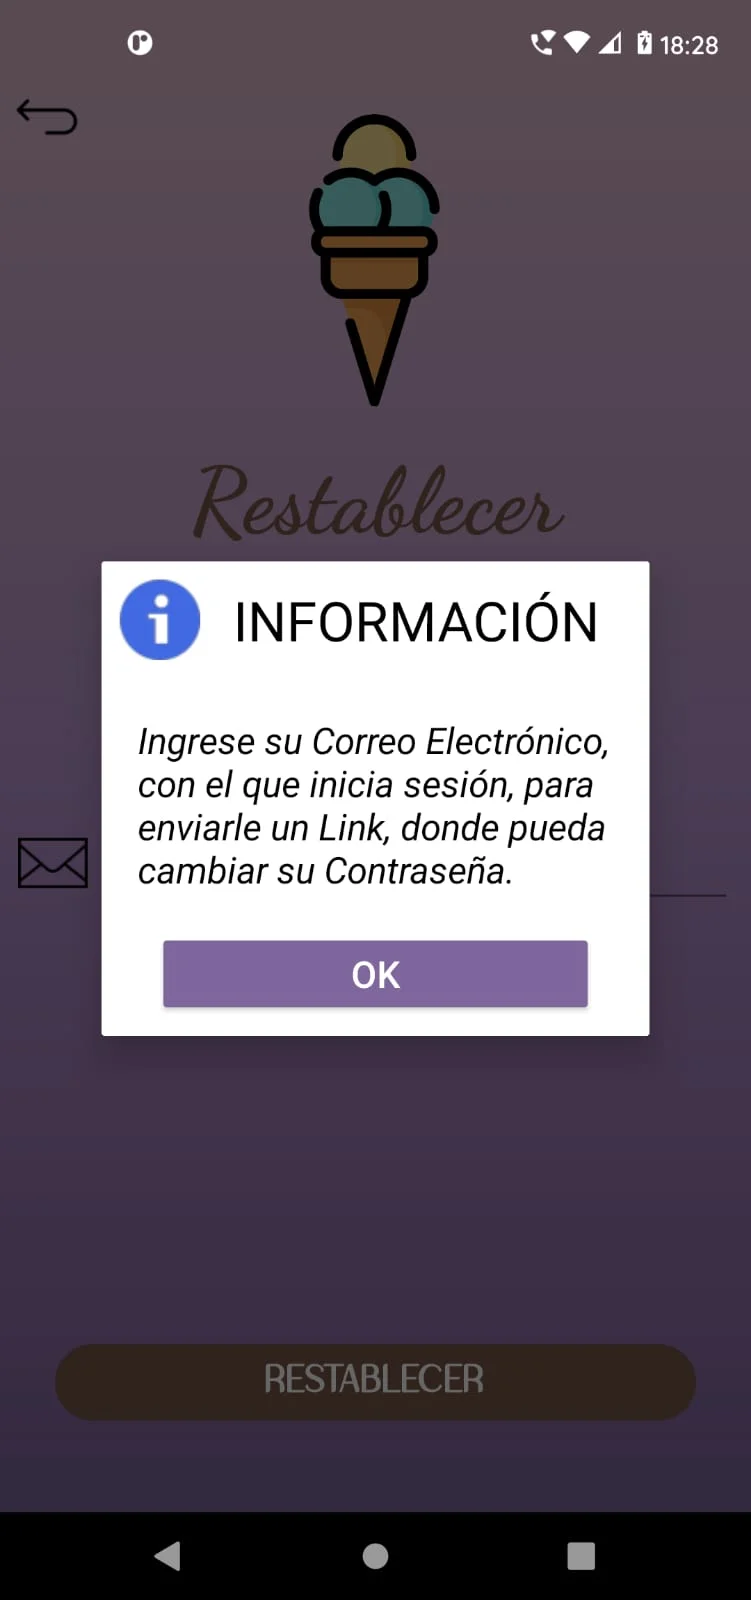 18:28
Restablecer
INFORMACIÓN
Ingrese su Correo Electrónico,
con el que inicia sesión, para
enviarle un Link, donde pueda
cambiar su Contraseña.
OK
RESTABLECER